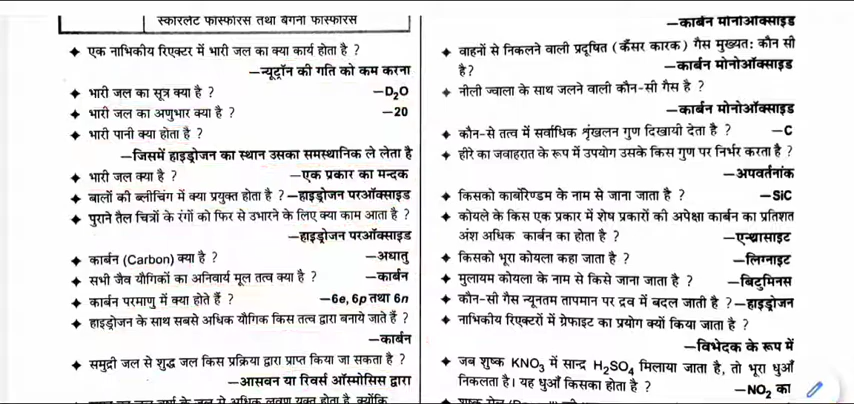 स्कारलेट फास्फोरस तथा बैंगनी फास्फोरस
✦ एक नाभिकीय रिएक्टर में भारी जल का क्या कार्य होता है ?
–न्यूट्रॉन की गति को कम करना
✦ भारी जल का सूत्र क्या है ? –D₂O
✦ भारी जल का अणुभार क्या है ? –20
✦ भारी पानी क्या होता है ?
–जिसमें हाइड्रोजन का स्थान उसका समस्थानिक ले लेता है
✦ भारी जल क्या है ? –एक प्रकार का मन्दक
✦ बालों की ब्लीचिंग में क्या प्रयुक्त होता है ? –हाइड्रोजन परऑक्साइड
✦ पुराने तैल चित्रों के रंगों को फिर से उभारने के लिए क्या काम आता है ?
–हाइड्रोजन परऑक्साइड
✦ कार्बन (Carbon) क्या है ? –अधातु
✦ सभी जैव यौगिकों का अनिवार्य मूल तत्व क्या है ? –कार्बन
✦ कार्बन परमाणु में क्या होते हैं ? –6e, 6p तथा 6n
✦ हाइड्रोजन के साथ सबसे अधिक यौगिक किस तत्व द्वारा बनाये जाते हैं ?
–कार्बन
✦ समुद्री जल से शुद्ध जल किस प्रक्रिया द्वारा प्राप्त किया जा सकता है ?
–आसवन या रिवर्स ऑस्मोसिस द्वारा
–कार्बन मोनोऑक्साइड
✦ वाहनों से निकलने वाली प्रदूषित (कैंसर कारक) गैस मुख्यत: कौन सी
है? –कार्बन मोनोऑक्साइड
✦ नीली ज्वाला के साथ जलने वाली कौन-सी गैस है ?
–कार्बन मोनोऑक्साइड
✦ कौन-से तत्व में सर्वाधिक शृंखलन गुण दिखायी देता है ? –C
✦ हीरे का जवाहरात के रूप में उपयोग उसके किस गुण पर निर्भर करता है ?
–अपवर्तनांक
✦ किसको कार्बोरेण्डम के नाम से जाना जाता है ? –SiC
✦ कोयले के किस एक प्रकार में शेष प्रकारों की अपेक्षा कार्बन का प्रतिशत
अंश अधिक कार्बन का होता है ? –एन्थ्रासाइट
✦ किसको भूरा कोयला कहा जाता है ? –लिग्नाइट
✦ मुलायम कोयला के नाम से किसे जाना जाता है ? –बिटुमिनस
✦ कौन-सी गैस न्यूनतम तापमान पर द्रव में बदल जाती ? –हाइड्रोजन
✦ नाभिकीय रिएक्टरों में ग्रेफाइट का प्रयोग क्यों किया जाता है ?
–विभेदक के रूप में
✦ जब शुष्क KNO₃ में सान्द्र H₂SO₄ मिलाया जाता है, तो भूरा धुआँ
निकलता है। यह धुआँ किसका होता है ? –NO₂ का